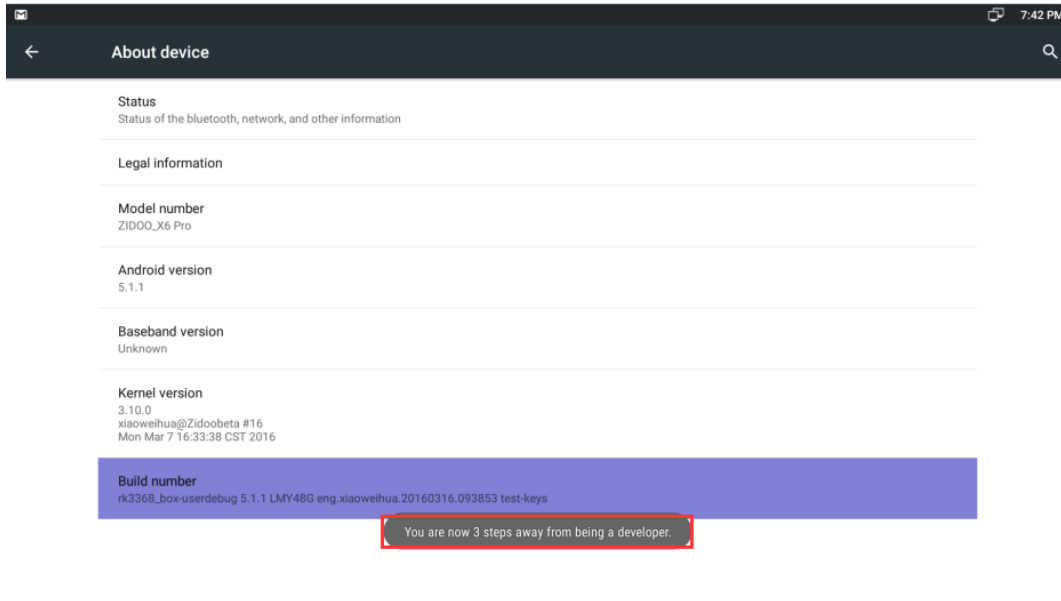 7:42 PM
About device
Status
Status of the bluetooth, network, and other information
Legal information
Model number
ZIDOO_X6 Pro
Android version
5.1.1
Baseband version
Unknown
Kernel version
3.10.0
xiaoweihua@Zidoobeta #16
Mon Mar 7 16:33:38 CST 2016
Build number
rk3368_box-userdebug 5.1.1 LMY48G eng.xiaoweihua.20160316.093853 test-keys
You are now 3 steps away from being a developer.